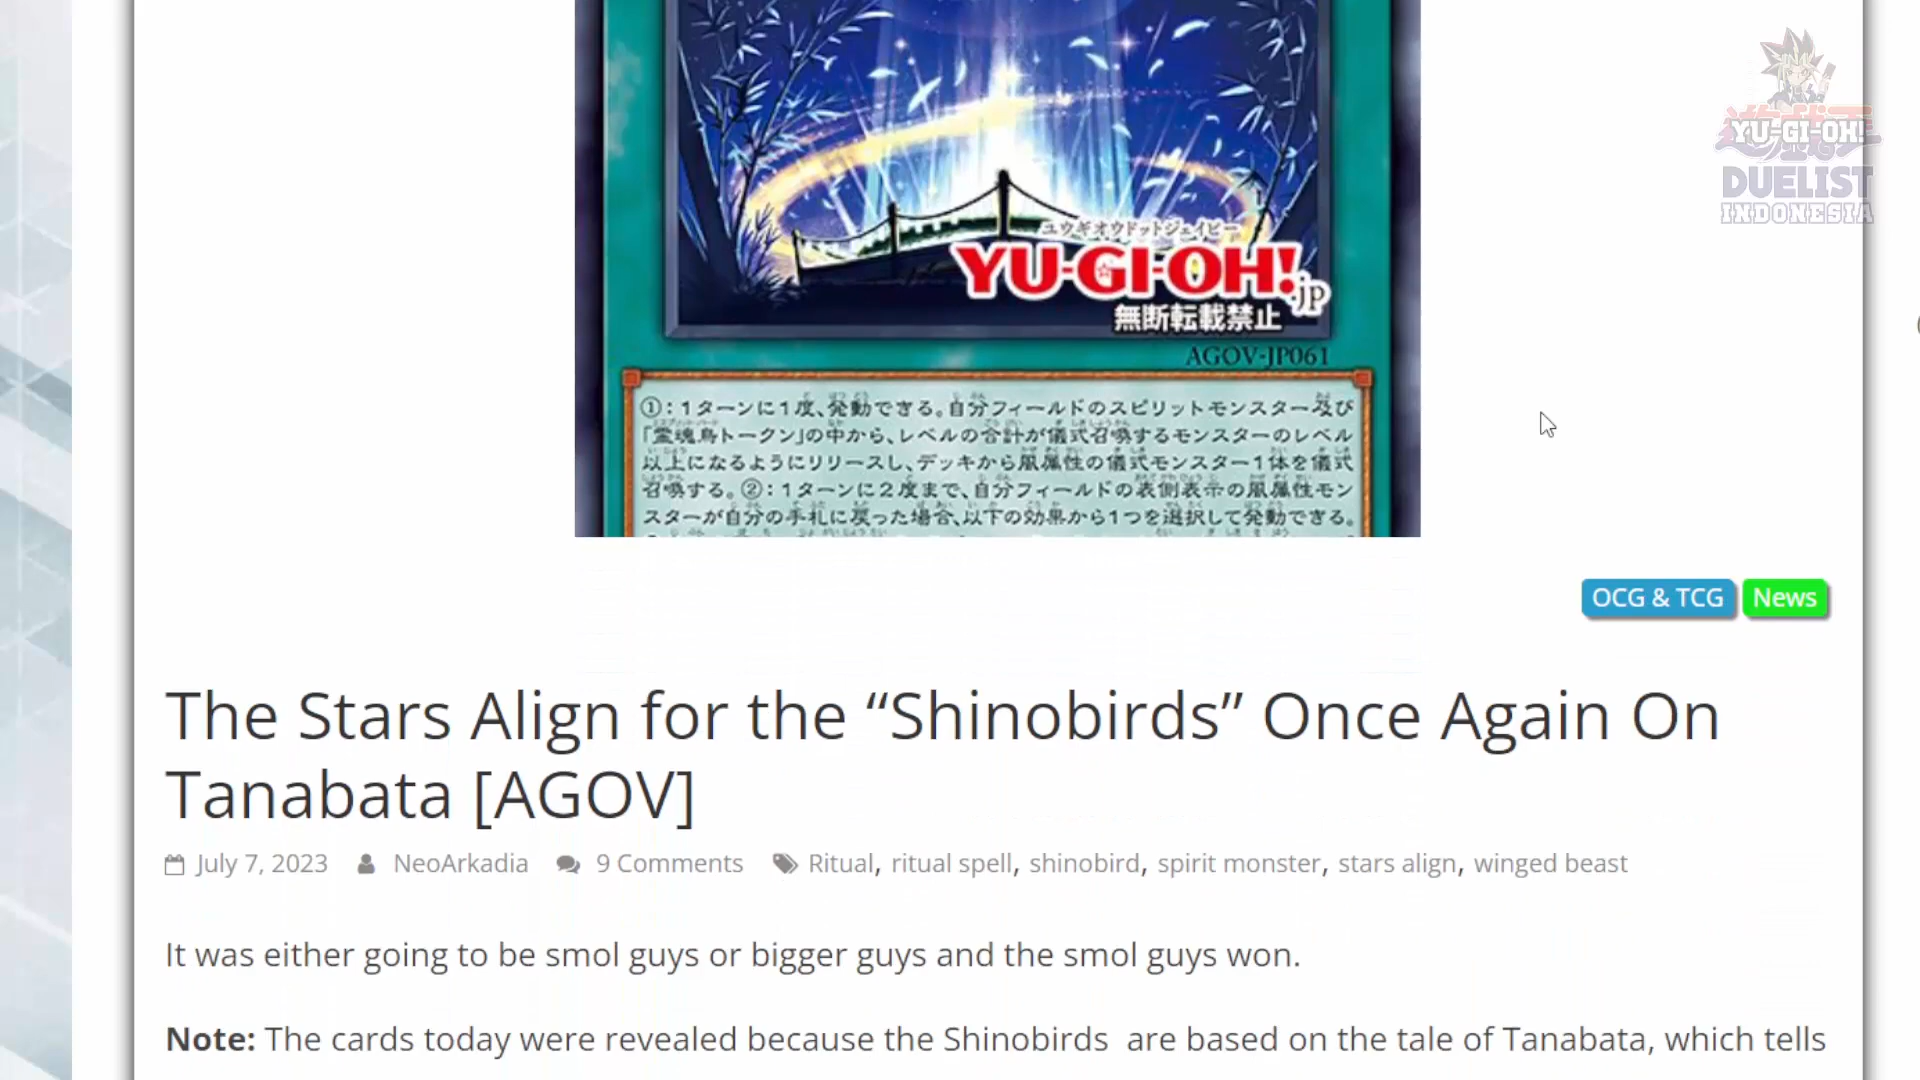 YU-GI-OH!
DUELIST
INDONESIA
ユウギオウドットジェイピー
YU-GI-OH!.jp
無断転載禁止
AGOV-JP061
①:1ターンに1度、発動できる。自分フィールドのスピリットモンスター及び
「霊魂鳥トークン」の中から、レベルの合計が儀式召喚するモンスターのレベル
以上になるようにリリースし、デッキから風属性の儀式モンスター1体を儀式
召喚する。②:1ターンに2度まで、自分フィールドの表側表示の風属性モン
スターが自分の手札に戻った場合、以下の効果から1つを選択して発動できる。
OCG & TCG News
The Stars Align for the “Shinobirds” Once Again On
Tanabata [AGOV]
July 7, 2023 NeoArkadia 9 Comments Ritual, ritual spell, shinobird, spirit monster, stars align, winged beast
It was either going to be smol guys or bigger guys and the smol guys won.
Note: The cards today were revealed because the Shinobirds are based on the tale of Tanabata, which tells